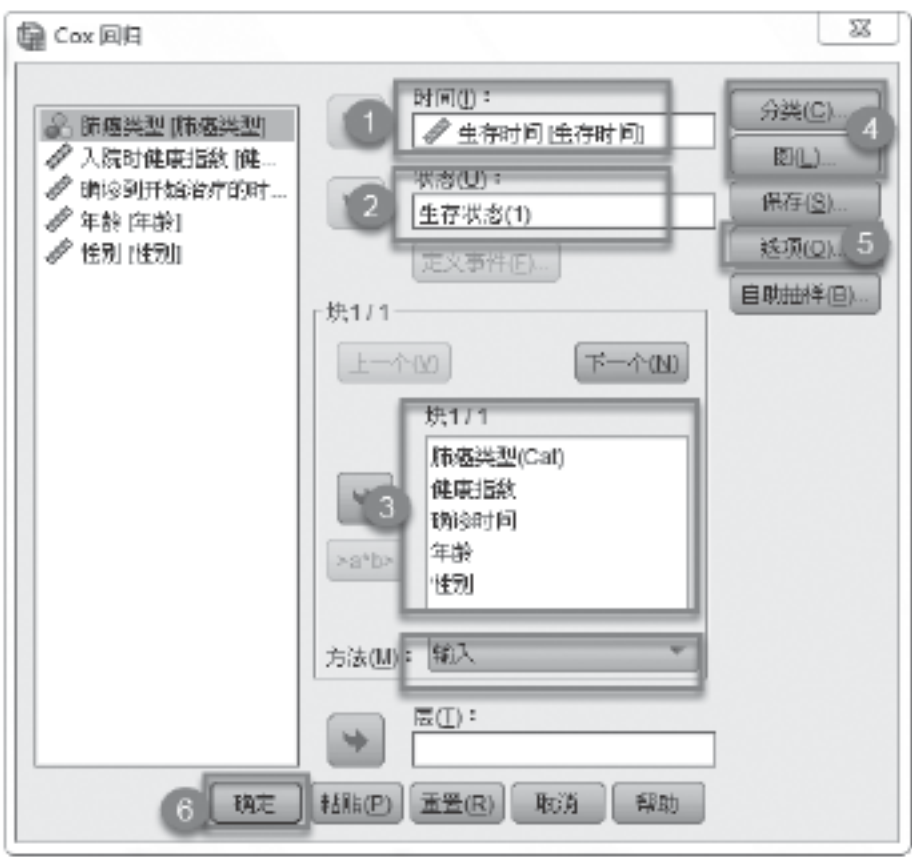 Cox 回归
肺癌类型 [肺癌类型]
入院时健康指数 [健...
确诊到开始治疗的时...
年龄 [年龄]
性别 [性别]
1
时间(I)：
生存时间 [生存时间]
2
状态(U)：
生存状态(1)
定义事件(F)...
块1 / 1
上一个(V)
下一个(N)
块1 / 1
肺癌类型(Cat)
健康指数
确诊时间
年龄
性别
3
>a*b>
方法(M)：
输入
层(T)：
分类(C)...
4
图(L)...
保存(S)...
选项(O)...
5
自助抽样(B)...
6
确定
粘贴(P)
重置(R)
取消
帮助